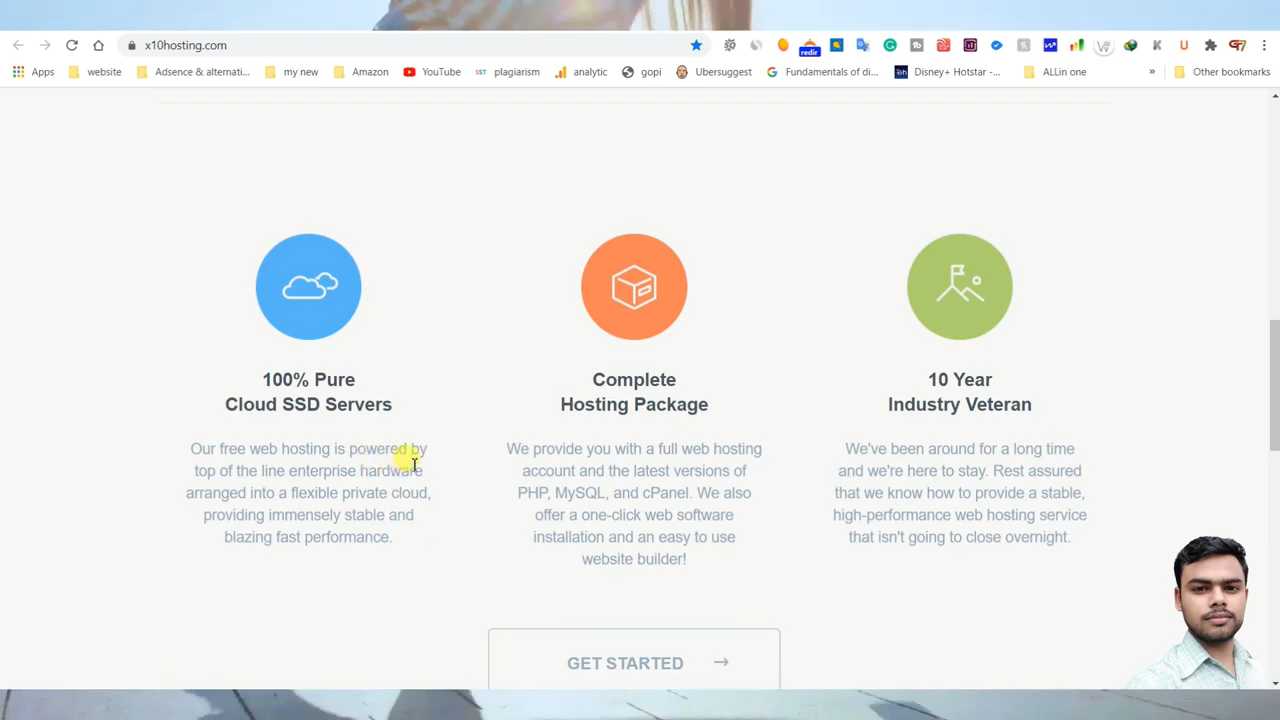 x10hosting.com
redir
Apps website Adsence & alternati... my new Amazon YouTube SST plagiarism analytic gopi Ubersuggest Fundamentals of di... Disney+ Hotstar -... ALLin one » Other bookmarks
100% Pure
Cloud SSD Servers
Our free web hosting is powered by
top of the line enterprise hardware
arranged into a flexible private cloud,
providing immensely stable and
blazing fast performance.
Complete
Hosting Package
We provide you with a full web hosting
account and the latest versions of
PHP, MySQL, and cPanel. We also
offer a one-click web software
installation and an easy to use
website builder!
10 Year
Industry Veteran
We've been around for a long time
and we're here to stay. Rest assured
that we know how to provide a stable,
high-performance web hosting service
that isn't going to close overnight.
GET STARTED →